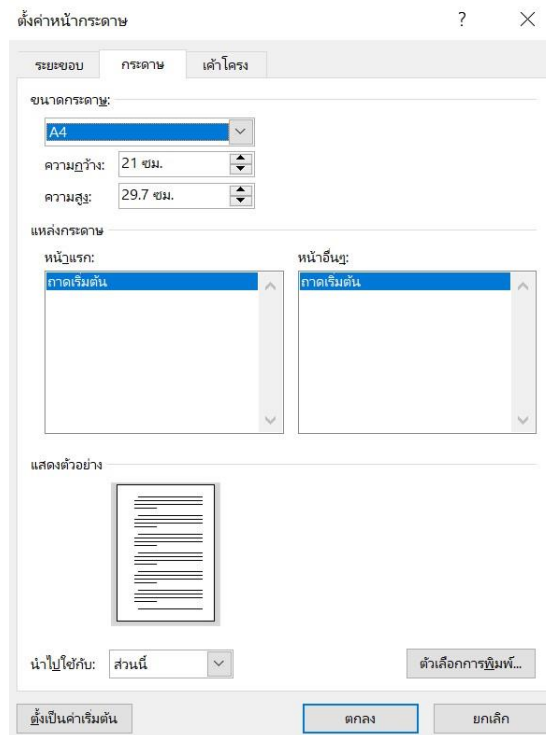 ตั้งค่าหน้ากระดาษ ? ×
ระยะขอบ กระดาษ เค้าโครง
ขนาดกระดาษ:
A4
ความกว้าง: 21 ซม.
ความสูง: 29.7 ซม.
แหล่งกระดาษ
หน้าแรก: หน้าอื่นๆ:
ถาดเริ่มต้น ถาดเริ่มต้น
แสดงตัวอย่าง
นำไปใช้กับ: ส่วนนี้ ตัวเลือกการพิมพ์...
ตั้งเป็นค่าเริ่มต้น ตกลง ยกเลิก